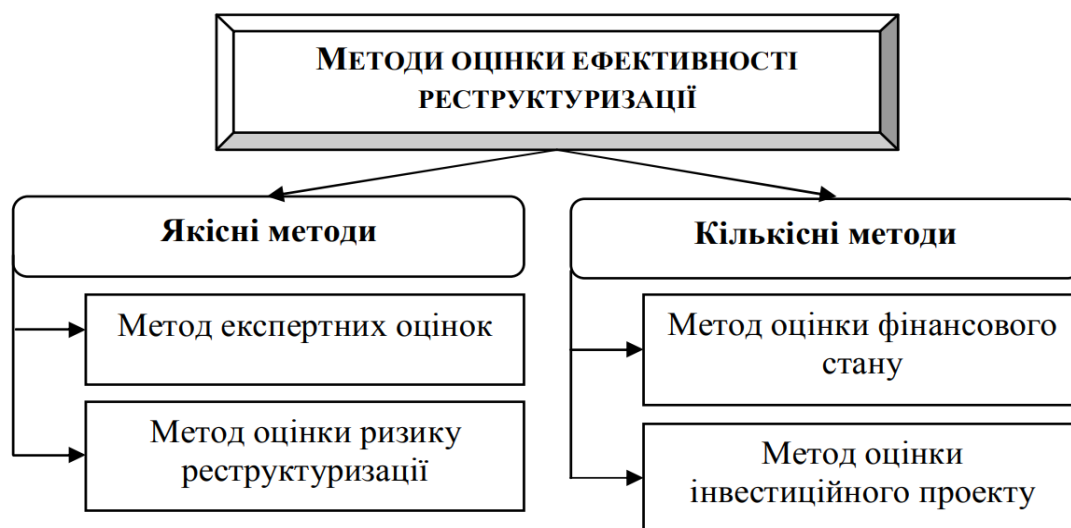 МЕТОДИ ОЦІНКИ ЕФЕКТИВНОСТІ
РЕСТРУКТУРИЗАЦІЇ
Якісні методи
Метод експертних оцінок
Метод оцінки ризику
реструктуризації
Кількісні методи
Метод оцінки фінансового
стану
Метод оцінки
інвестиційного проекту